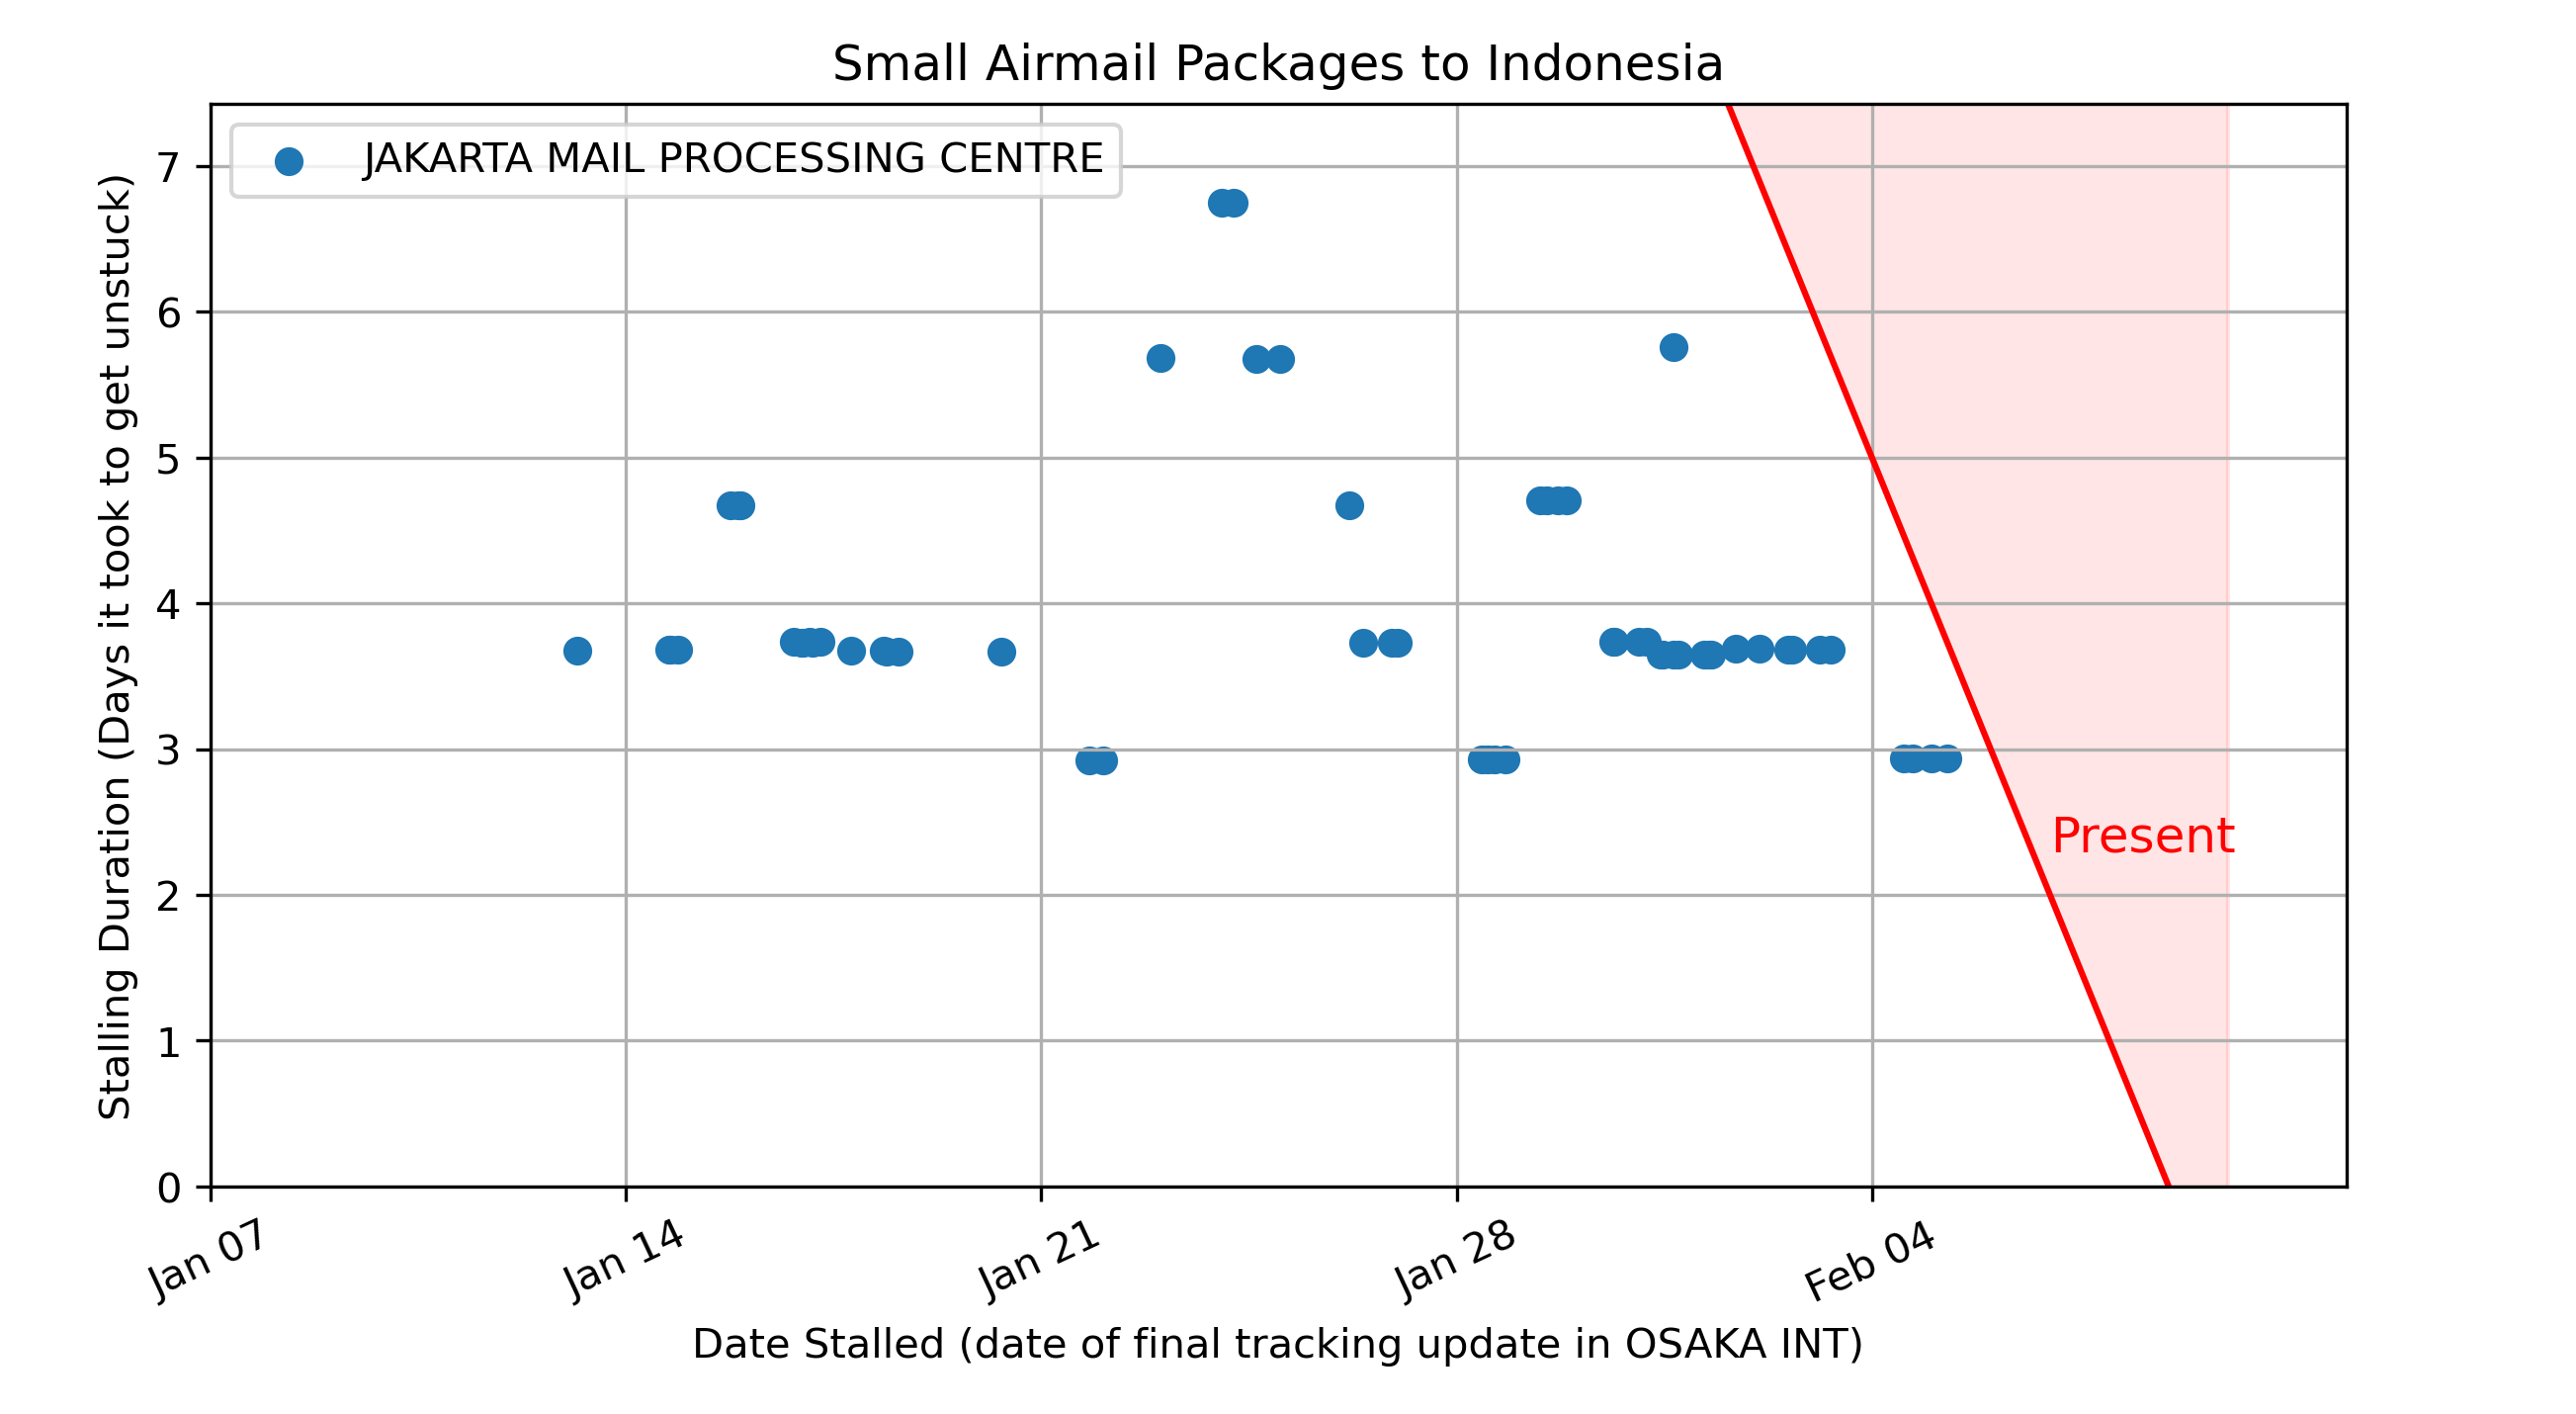 Small Airmail Packages to Indonesia
JAKARTA MAIL PROCESSING CENTRE
Stalling Duration (Days it took to get unstuck)
7
6
5
4
3
2
1
0
Present
Jan 07
Jan 14
Jan 21
Jan 28
Feb 04
Date Stalled (date of final tracking update in OSAKA INT)